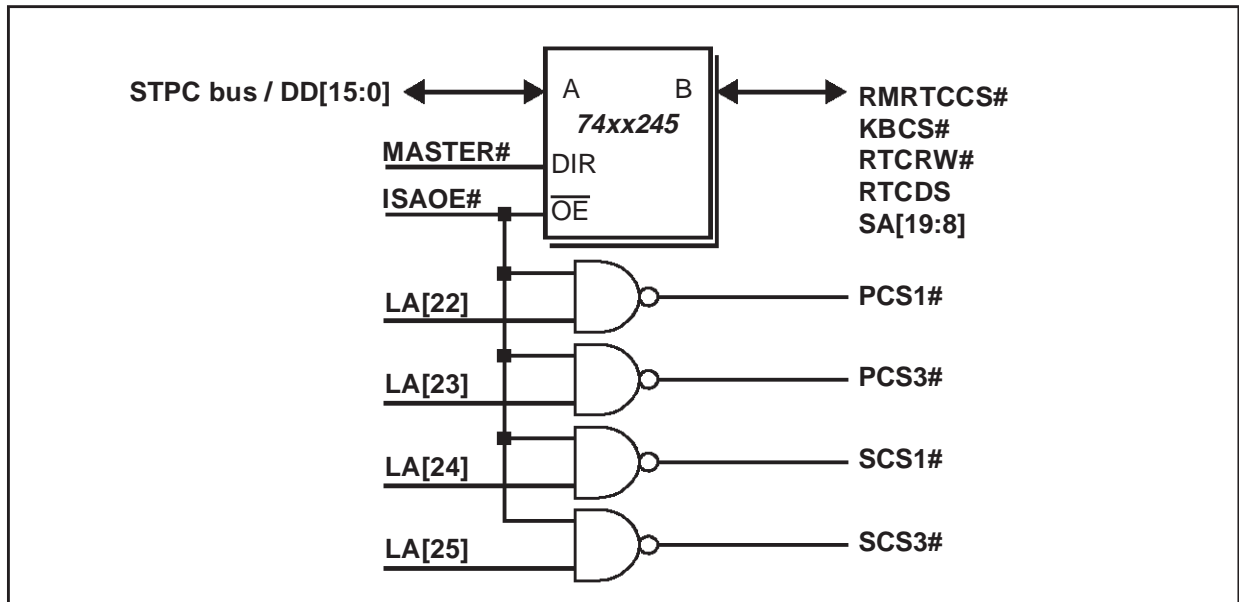 STPC bus / DD[15:0]
A
B
74xx245
RMRTCCS#
KBCS#
RTCRW#
RTCDS
SA[19:8]
MASTER#
DIR
ISAOE#
OE
LA[22]
PCS1#
LA[23]
PCS3#
LA[24]
SCS1#
LA[25]
SCS3#